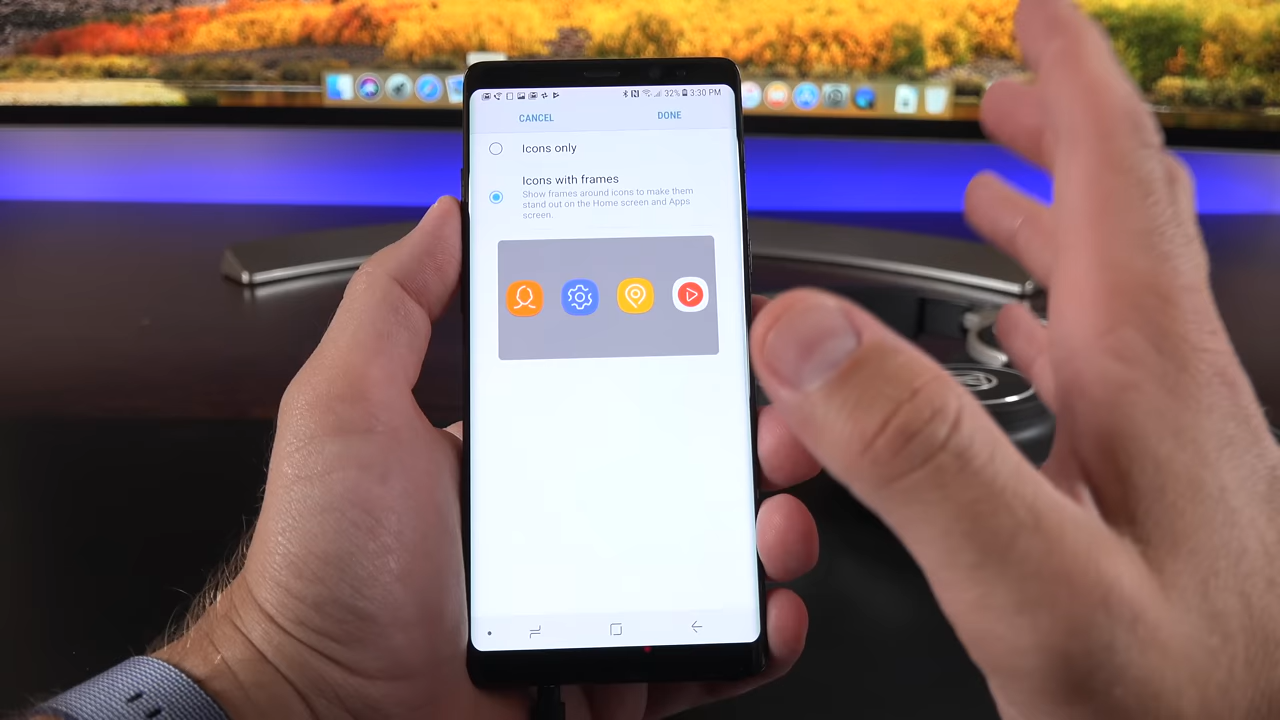 32% 3:30 PM
CANCEL DONE
Icons only
Icons with frames
Show frames around icons to make them
stand out on the Home screen and Apps
screen.